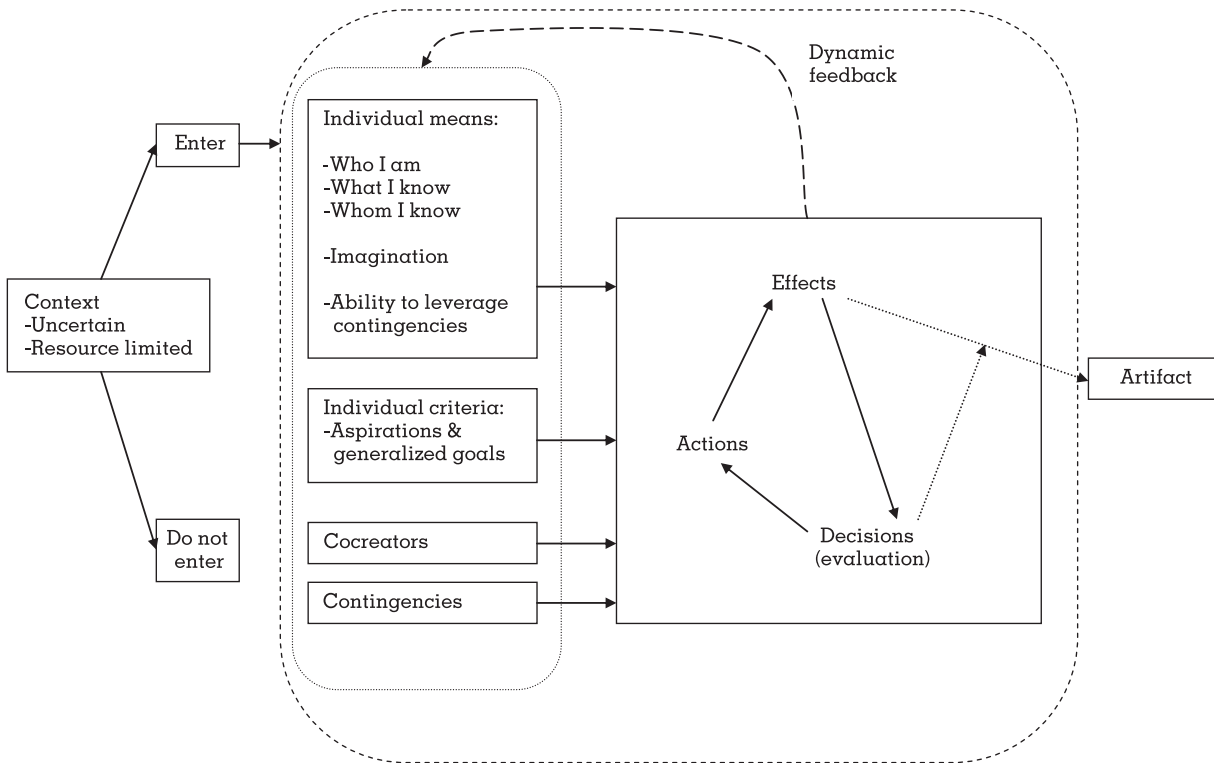 Dynamic
feedback
Enter
Individual means:
-Who I am
-What I know
-Whom I know
-Imagination
-Ability to leverage
contingencies
Context
-Uncertain
-Resource limited
Individual criteria:
-Aspirations &
generalized goals
Do not
enter
Cocreators
Contingencies
Effects
Actions
Decisions
(evaluation)
Artifact